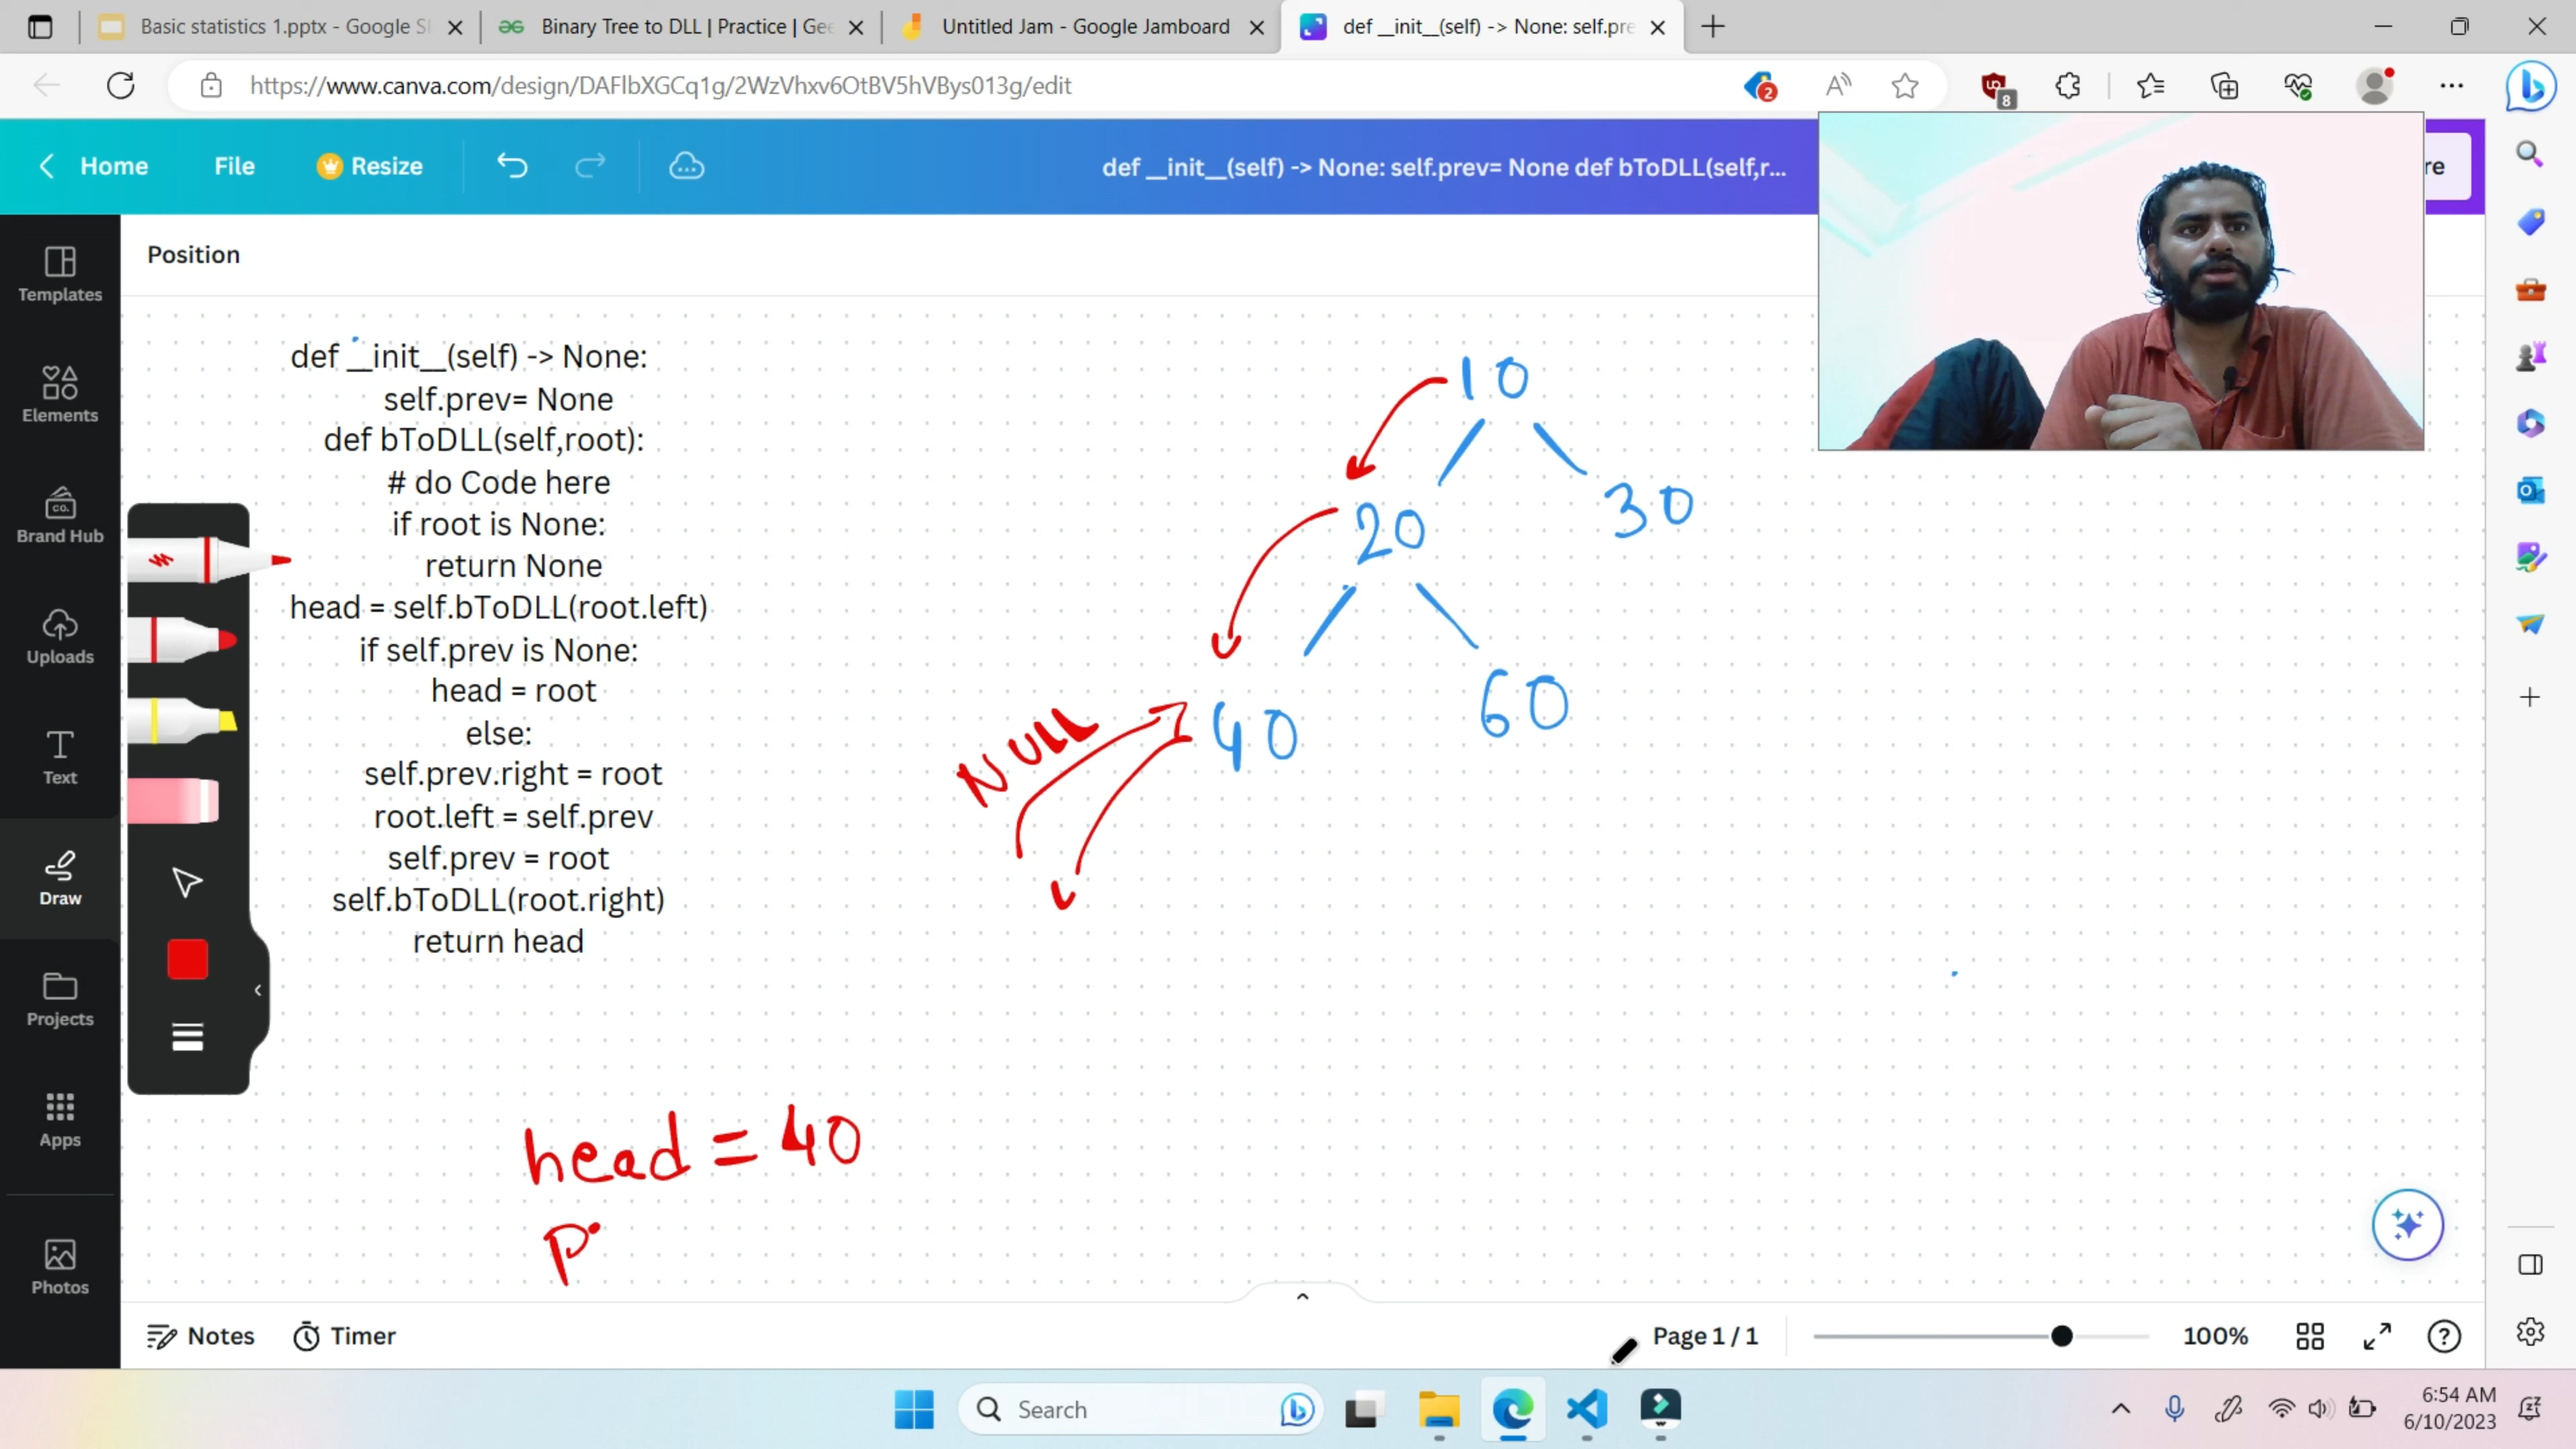 Basic statistics 1.pptx - Google Sl
Binary Tree to DLL | Practice | Gee
Untitled Jam - Google Jamboard
def __init__(self) -> None: self.pre
https://www.canva.com/design/DAFlbXGCq1g/2WzVhxv6OtBV5hVBys013g/edit
2
8
Home
File
Resize
def __init__(self) -> None: self.prev= None def bToDLL(self,r...
re
Position
Templates
Elements
Brand Hub
Uploads
Text
Draw
Projects
Apps
Photos
def __init__(self) -> None:
self.prev= None
def bToDLL(self,root):
# do Code here
if root is None:
return None
head = self.bToDLL(root.left)
if self.prev is None:
head = root
else:
self.prev.right = root
root.left = self.prev
self.prev = root
self.bToDLL(root.right)
return head
10
20
30
40
60
NULL
head = 40
p
Notes
Timer
Page 1 / 1
100%
Search
6:54 AM
6/10/2023